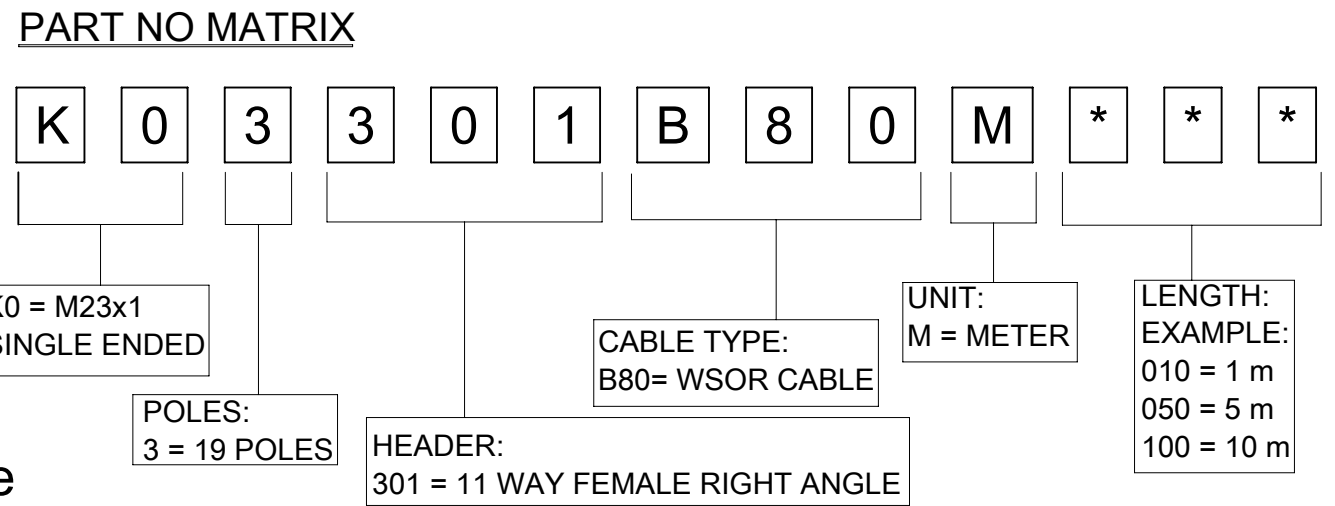 PART NO MATRIX
K 0 3 3 0 1 B 8 0 M * * *
K0 = M23x1
SINGLE ENDED
POLES:
3 = 19 POLES
HEADER:
301 = 11 WAY FEMALE RIGHT ANGLE
CABLE TYPE:
B80= WSOR CABLE
UNIT:
M = METER
LENGTH:
EXAMPLE:
010 = 1 m
050 = 5 m
100 = 10 m
e